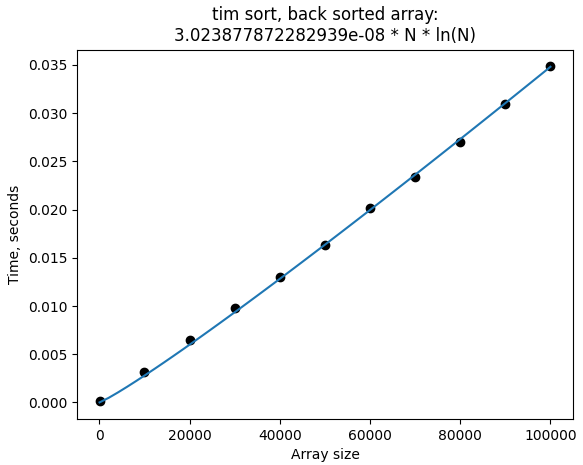 tim sort, back sorted array:
3.023877872282939e-08 * N * ln(N)
0.035
0.030
0.025
0.020
0.015
0.010
0.005
0.000
Time, seconds
0 20000 40000 60000 80000 100000
Array size